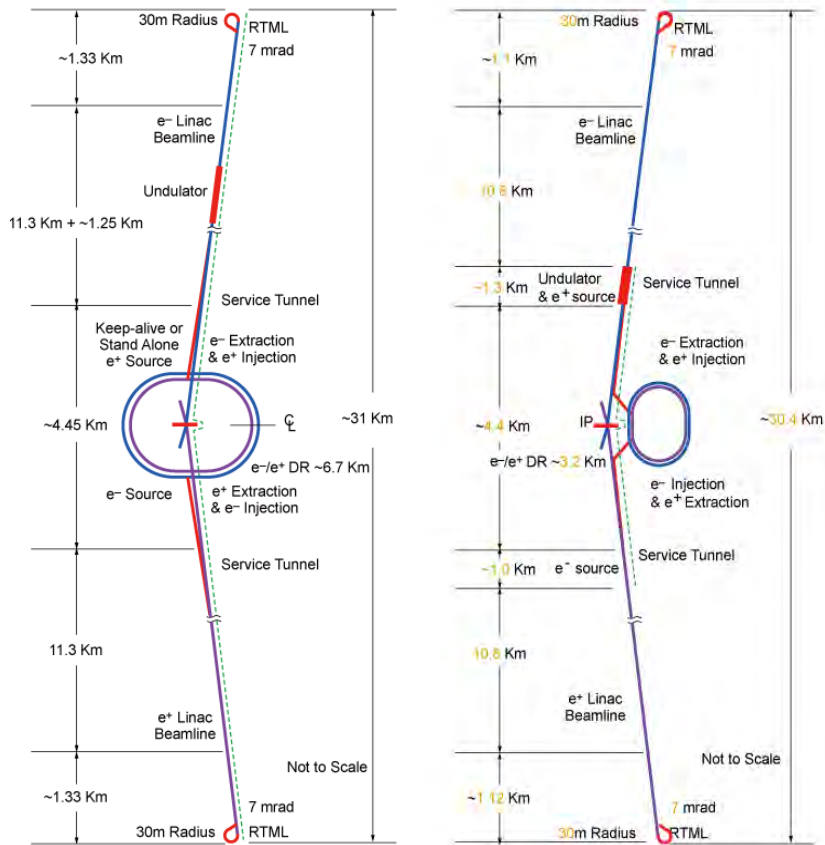 30m Radius
RTML
7 mrad
~1.33 Km
e– Linac
Beamline
Undulator
11.3 Km + ~1.25 Km
Service Tunnel
Keep-alive or
Stand Alone
e+ Source
e– Extraction
& e+ Injection
~4.45 Km
℄
~31 Km
e–/e+ DR ~6.7 Km
e– Source
e+ Extraction
& e– Injection
Service Tunnel
11.3 Km
e+ Linac
Beamline
Not to Scale
~1.33 Km
7 mrad
30m Radius
RTML
30m Radius
RTML
7 mrad
~1.1 Km
e– Linac
Beamline
10.8 Km
~1.3 Km
Undulator
& e+ source
Service Tunnel
e– Extraction
& e+ Injection
~4.4 Km
IP
~30.4 Km
e–/e+ DR ~3.2 Km
e– Injection
& e+ Extraction
Service Tunnel
~1.0 Km
e– source
10.8 Km
e+ Linac
Beamline
Not to Scale
~1.12 Km
7 mrad
30m Radius
RTML